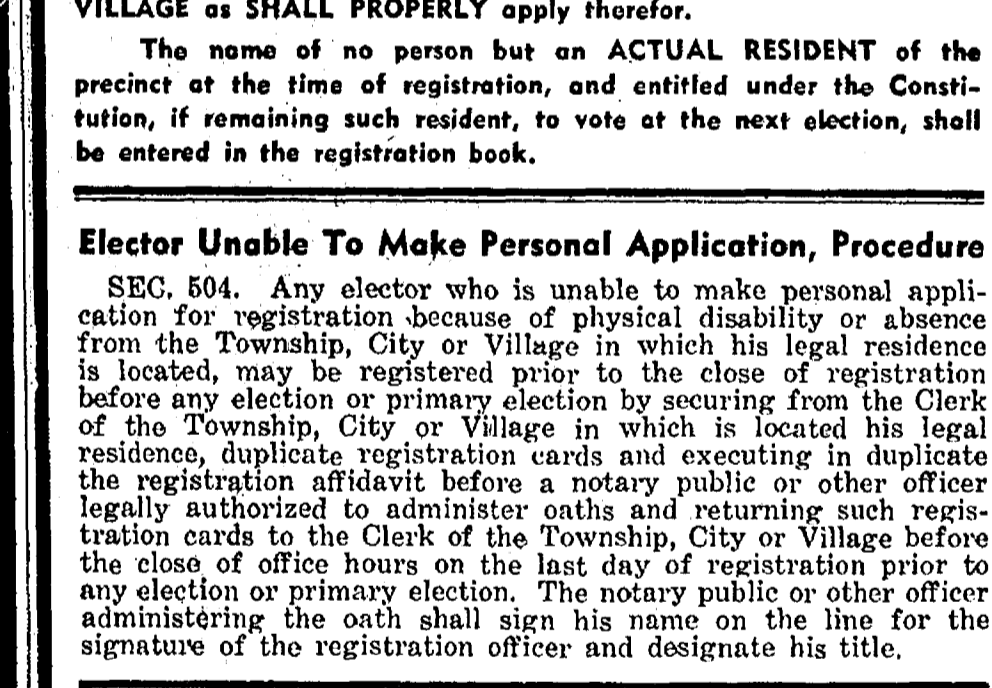 VILLAGE as SHALL PROPERLY apply therefor.
The name of no person but an ACTUAL RESIDENT of the
precinct at the time of registration, and entitled under the Consti-
tution, if remaining such resident, to vote at the next election, shall
be entered in the registration book.
Elector Unable To Make Personal Application, Procedure
SEC. 504. Any elector who is unable to make personal appli-
cation for registration because of physical disability or absence
from the Township, City or Village in which his legal residence
is located, may be registered prior to the close of registration
before any election or primary election by securing from the Clerk
of the Township, City or Village in which is located his legal
residence, duplicate registration cards and executing in duplicate
the registration affidavit before a notary public or other officer
legally authorized to administer oaths and returning such regis-
tration cards to the Clerk of the Township, City or Village before
the close of office hours on the last day of registration prior to
any election or primary election. The notary public or other officer
administering the oath shall sign his name on the line for the
signature of the registration officer and designate his title.